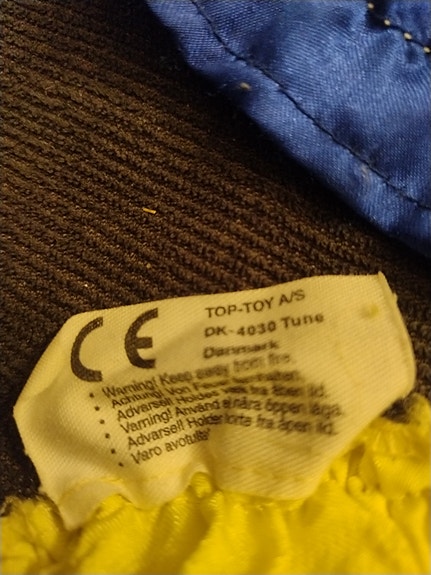 CE
TOP-TOY A/S
DK-4030 Tune
Danmark
• Warning! Keep away from fire.
Achtung! Von Feuer fernhalten.
• Advarsel! Holdes væk fra åben ild.
• Varning! Använd ej nära öppen låga.
• Advarsel! Holder borte fra åpen ild.
• Varo avotulta!